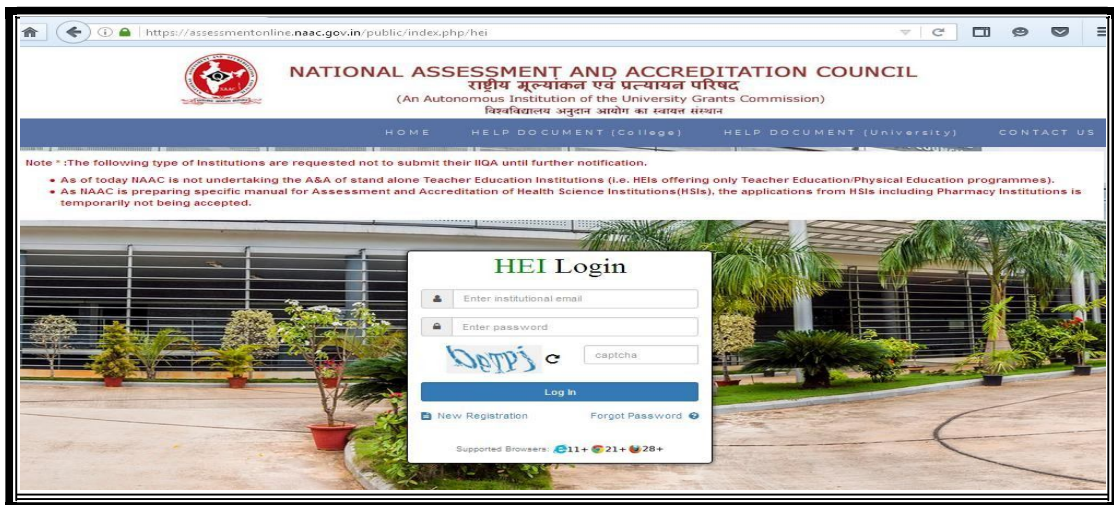 https://assessmentonline.naac.gov.in/public/index.php/hei
NATIONAL ASSESSMENT AND ACCREDITATION COUNCIL
राष्ट्रीय मूल्यांकन एवं प्रत्यायन परिषद
(An Autonomous Institution of the University Grants Commission)
विश्वविद्यालय अनुदान आयोग का स्वायत्त संस्थान
HOME HELP DOCUMENT (College) HELP DOCUMENT (University) CONTACT US
Note * :The following type of Institutions are requested not to submit their IIQA until further notification.
• As of today NAAC is not undertaking the A&A of stand alone Teacher Education Institutions (i.e. HEIs offering only Teacher Education/Physical Education programmes).
• As NAAC is preparing specific manual for Assessment and Accreditation of Health Science Institutions(HSIs), the applications from HSIs including Pharmacy Institutions is
temporarily not being accepted.
HEI Login
Enter institutional email
Enter password
captcha
Log In
New Registration Forgot Password
Supported Browsers: 11+ 21+ 28+